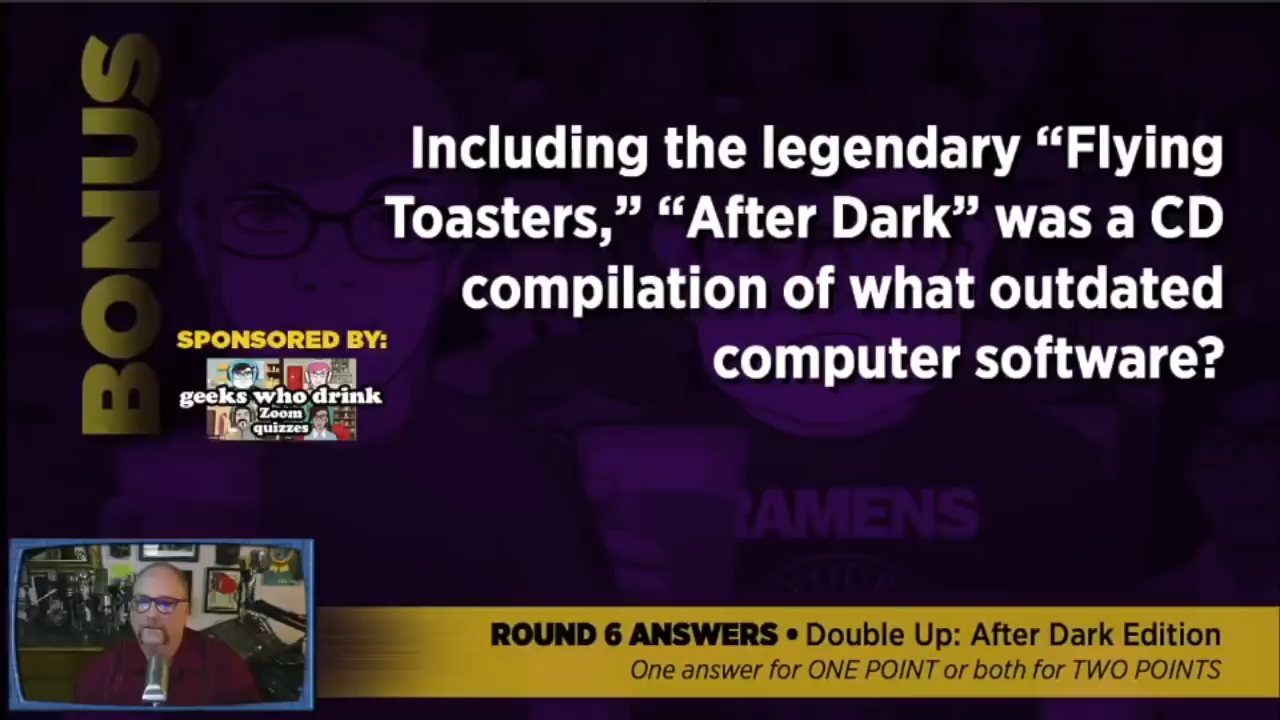 BONUS
Including the legendary “Flying
Toasters,” “After Dark” was a CD
compilation of what outdated
computer software?
SPONSORED BY:
geeks who drink
Zoom
quizzes
RAMENS
ROUND 6 ANSWERS • Double Up: After Dark Edition
One answer for ONE POINT or both for TWO POINTS